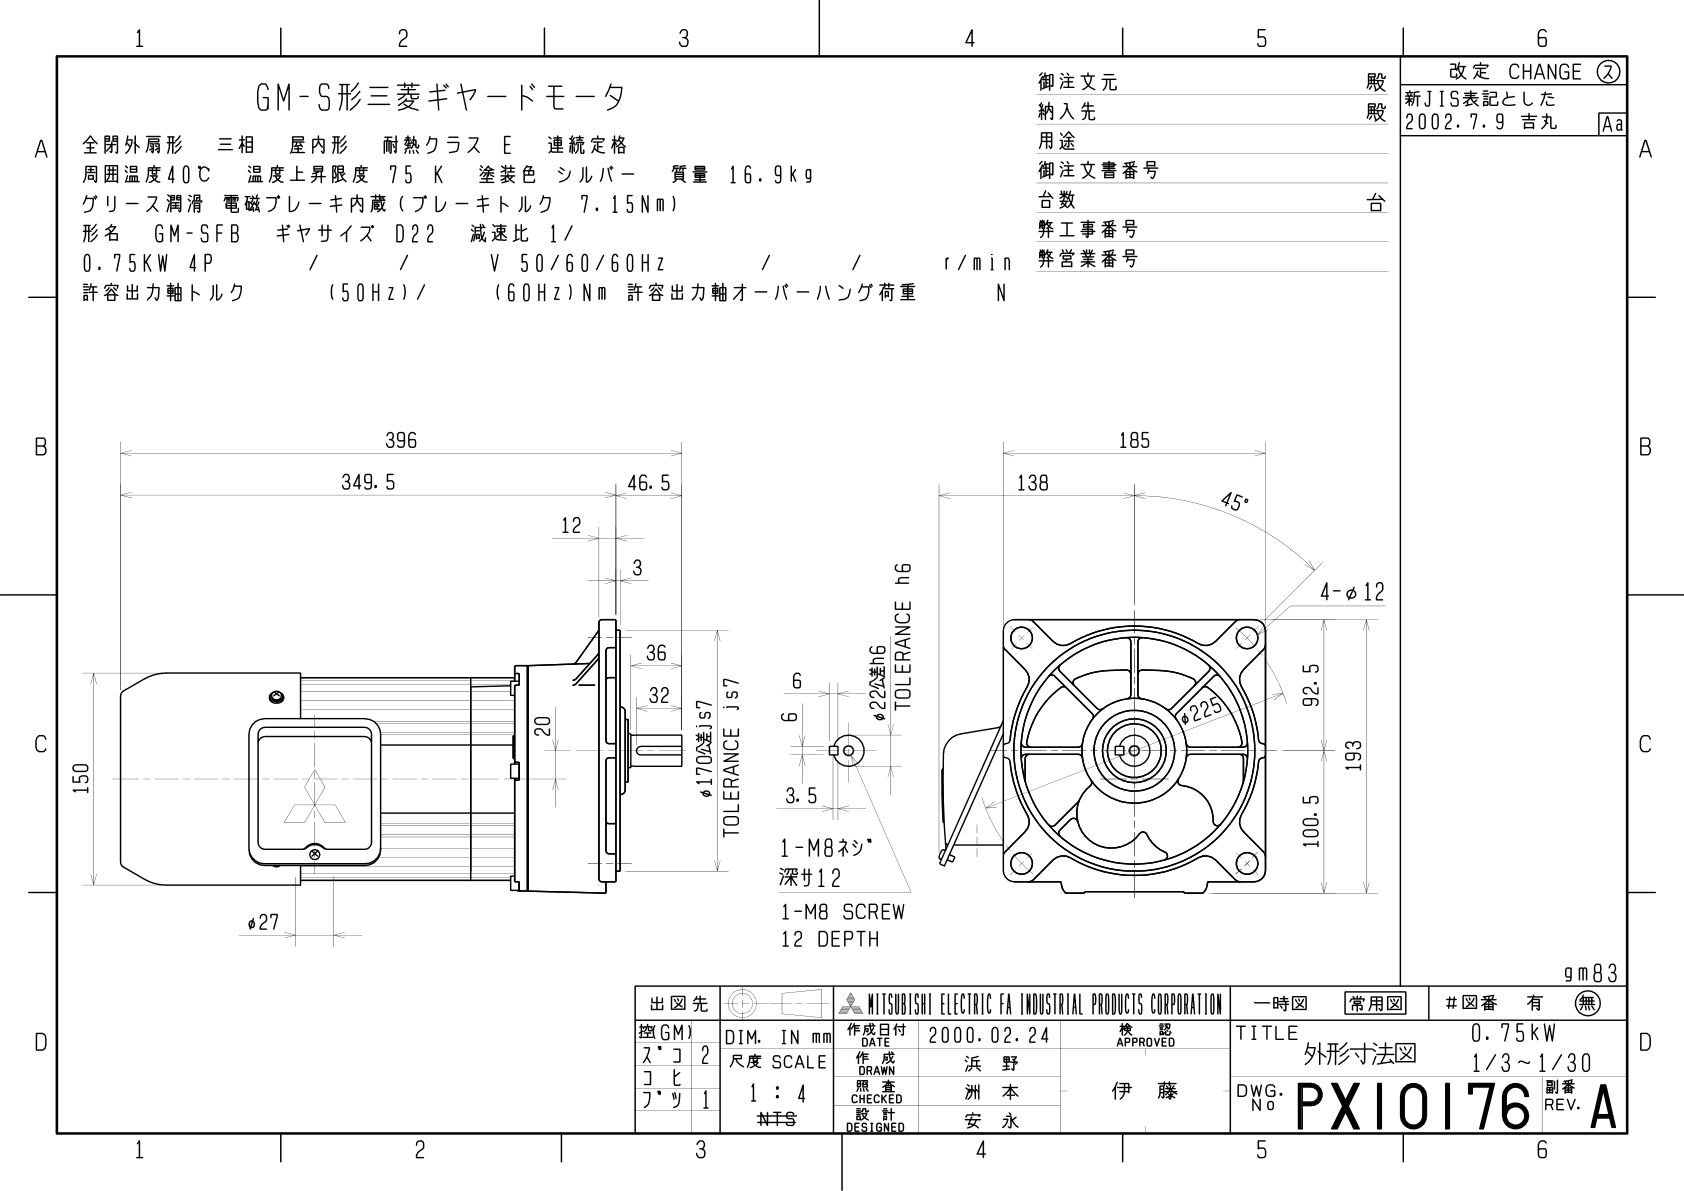 1 2 3 4 5 6
A B C D
A B C D
GM-S形三菱ギヤードモータ
全閉外扇形 三相 屋内形 耐熱クラス E 連続定格
周囲温度40℃ 温度上昇限度 75 K 塗装色 シルバー 質量 16.9kg
グリース潤滑 電磁ブレーキ内蔵(ブレーキトルク 7.15Nm)
形名 GM-SFB ギヤサイズ D22 減速比 1/
0.75KW 4P / / V 50/60/60Hz / / r/min
許容出力軸トルク (50Hz)/ (60Hz)Nm 許容出力軸オーバーハング荷重 N
御注文元 殿
納入先 殿
用途
御注文書番号
台数 台
弊工事番号
弊営業番号
改定 CHANGE ス
新JIS表記とした
2002.7.9 吉丸 Aa
396
349.5 46.5
12
3
36
32
20
150
φ27
φ170公差js7
TOLERANCE js7
6
6
3.5
φ22公差h6
TOLERANCE h6
1-M8ネジ
深サ12
1-M8 SCREW
12 DEPTH
185
138
45°
4-φ12
φ225
92.5
193
100.5
gm83
出図先
控(GM)
ズコ 2
コヒ
ブツ 1
DIM. IN mm
尺度 SCALE
1 : 4
NTS
MITSUBISHI ELECTRIC FA INDUSTRIAL PRODUCTS CORPORATION
作成日付 DATE 2000.02.24
作成 DRAWN 浜野
照査 CHECKED 洲本
設計 DESIGNED 安永
検認 APPROVED
伊藤
一時図 常用図 #図番 有 無
TITLE 0.75kW
外形寸法図 1/3~1/30
DWG. No PX10176 副番 REV. A
1 2 3 4 5 6